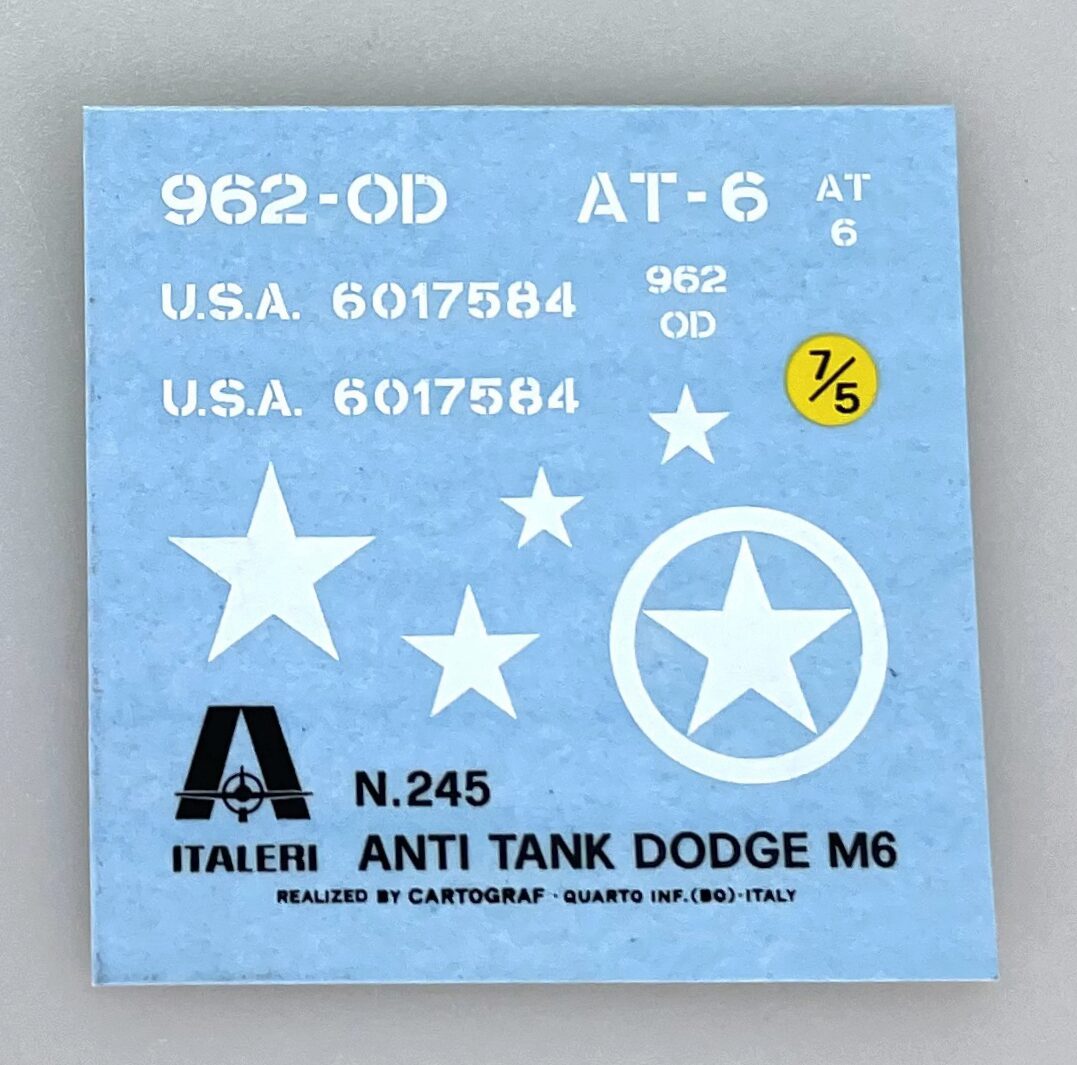 962-OD AT-6 AT
6
U.S.A. 6017584 962
OD
7/5
U.S.A. 6017584
N.245
ITALERI ANTI TANK DODGE M6
REALIZED BY CARTOGRAF · QUARTO INF.(BO)·ITALY